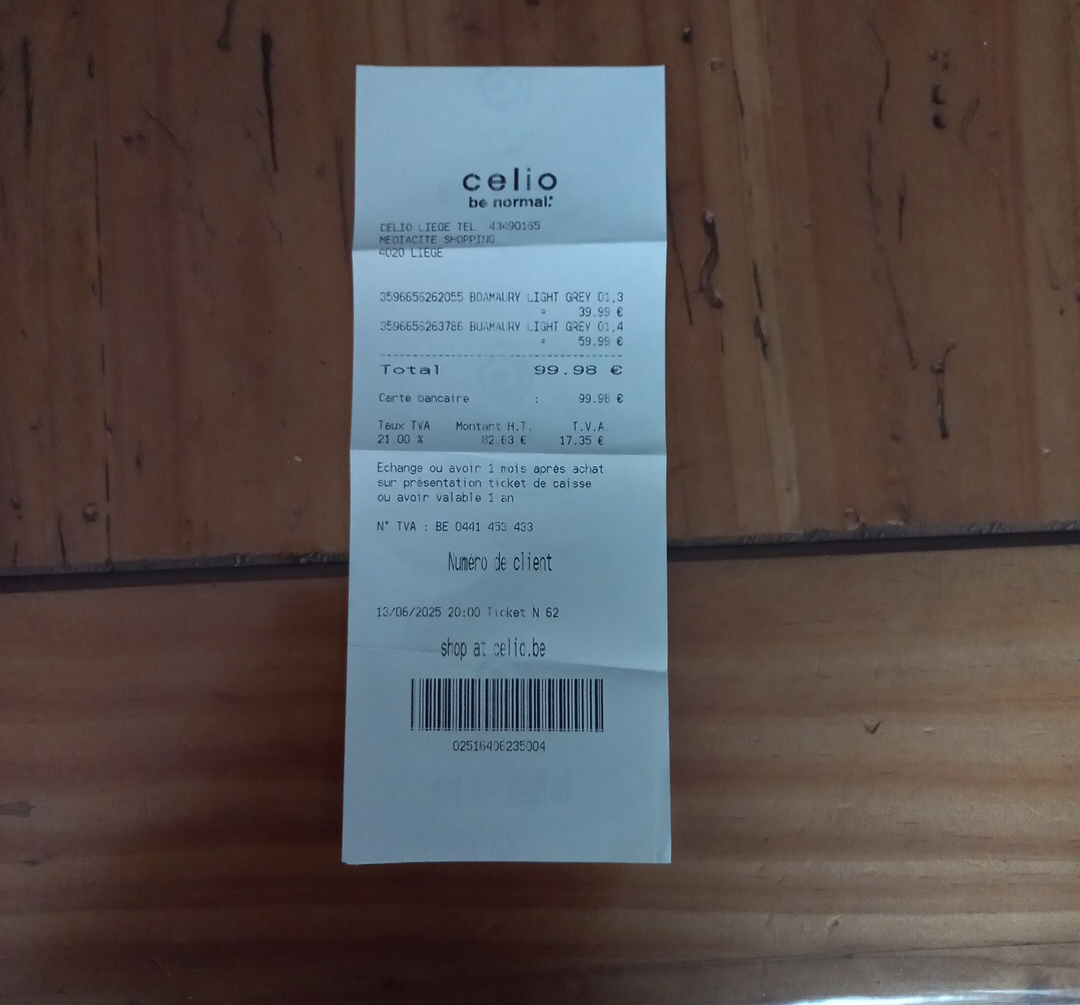 celio
be normal:
CELIO LIEGE TEL :43490165
MEDIACITE SHOPPING
4020 LIEGE
3596656262055 BOAMAURY LIGHT GREY 01,3
= 39.99 €
3596656263786 BUAMAURY LIGHT GREY 01,4
= 59.99 €
Total 99.98 €
Carte bancaire : 99.98 €
Taux TVA Montant H.T. T.V.A.
21.00 % 82.63 € 17.35 €
Echange ou avoir 1 mois après achat
sur présentation ticket de caisse
ou avoir valable 1 an
N° TVA : BE 0441 453 433
Numéro de client
13/06/2025 20:00 Ticket N 62
shop at celio.be
02516406235004